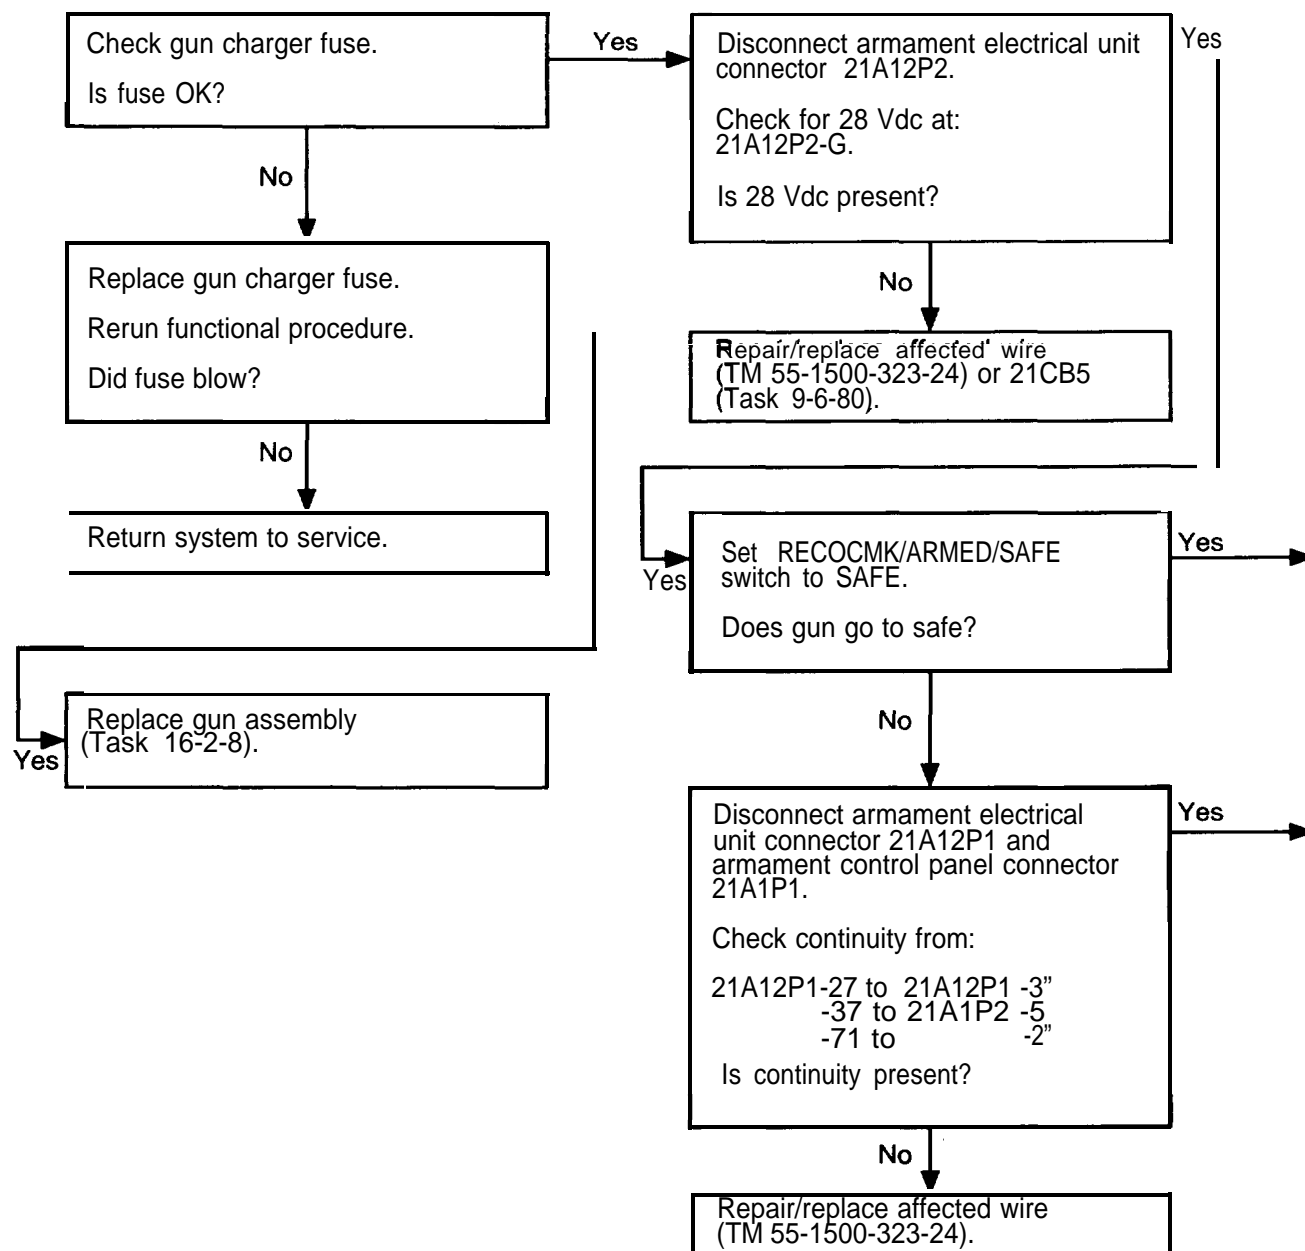 Check gun charger fuse.
Is fuse OK?
Yes
No
Replace gun charger fuse.
Rerun functional procedure.
Did fuse blow?
No
Return system to service.
Yes
Replace gun assembly
(Task 16-2-8).
Disconnect armament electrical unit
connector 21A12P2.
Check for 28 Vdc at:
21A12P2-G.
Is 28 Vdc present?
Yes
No
Repair/replace affected wire
(TM 55-1500-323-24) or 21CB5
(Task 9-6-80).
Yes
Set RECOCMK/ARMED/SAFE
switch to SAFE.
Does gun go to safe?
Yes
No
Disconnect armament electrical
unit connector 21A12P1 and
armament control panel connector
21A1P1.
Check continuity from:
21A12P1-27 to 21A12P1 -3”
-37 to 21A1P2 -5
-71 to -2”
Is continuity present?
Yes
No
Repair/replace affected wire
(TM 55-1500-323-24).